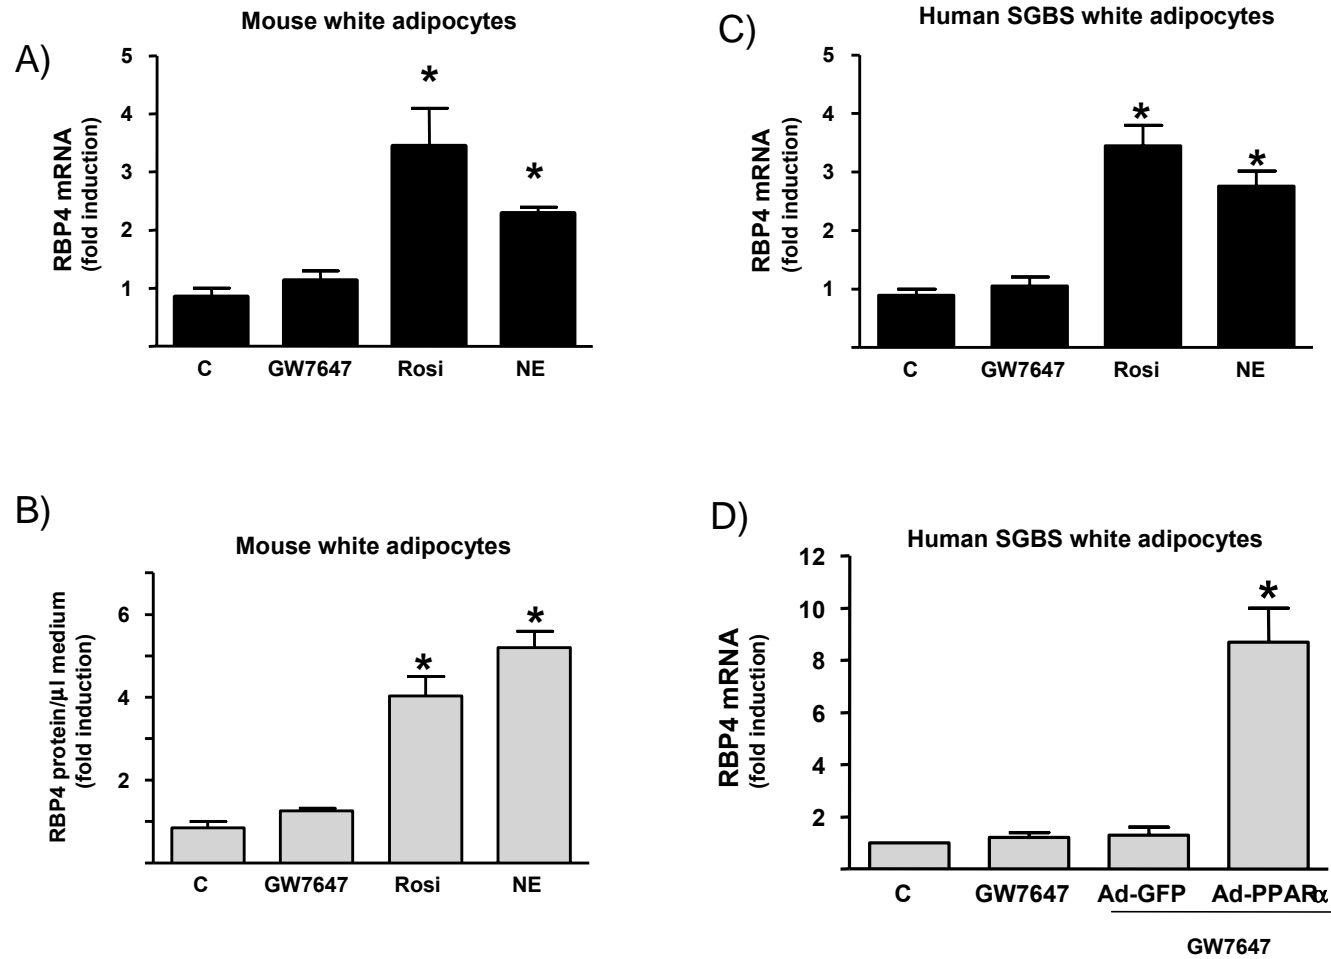 A)
Mouse white adipocytes
RBP4 mRNA
(fold induction)
5
4
3
2
1
*
*
C
GW7647
Rosi
NE
C)
Human SGBS white adipocytes
RBP4 mRNA
(fold induction)
5
4
3
2
1
*
*
C
GW7647
Rosi
NE
B)
Mouse white adipocytes
RBP4 protein/µl medium
(fold induction)
6
4
2
*
*
C
GW7647
Rosi
NE
D)
Human SGBS white adipocytes
RBP4 mRNA
(fold induction)
12
10
8
6
4
2
*
C
GW7647
Ad-GFP
Ad-PPARα
GW7647